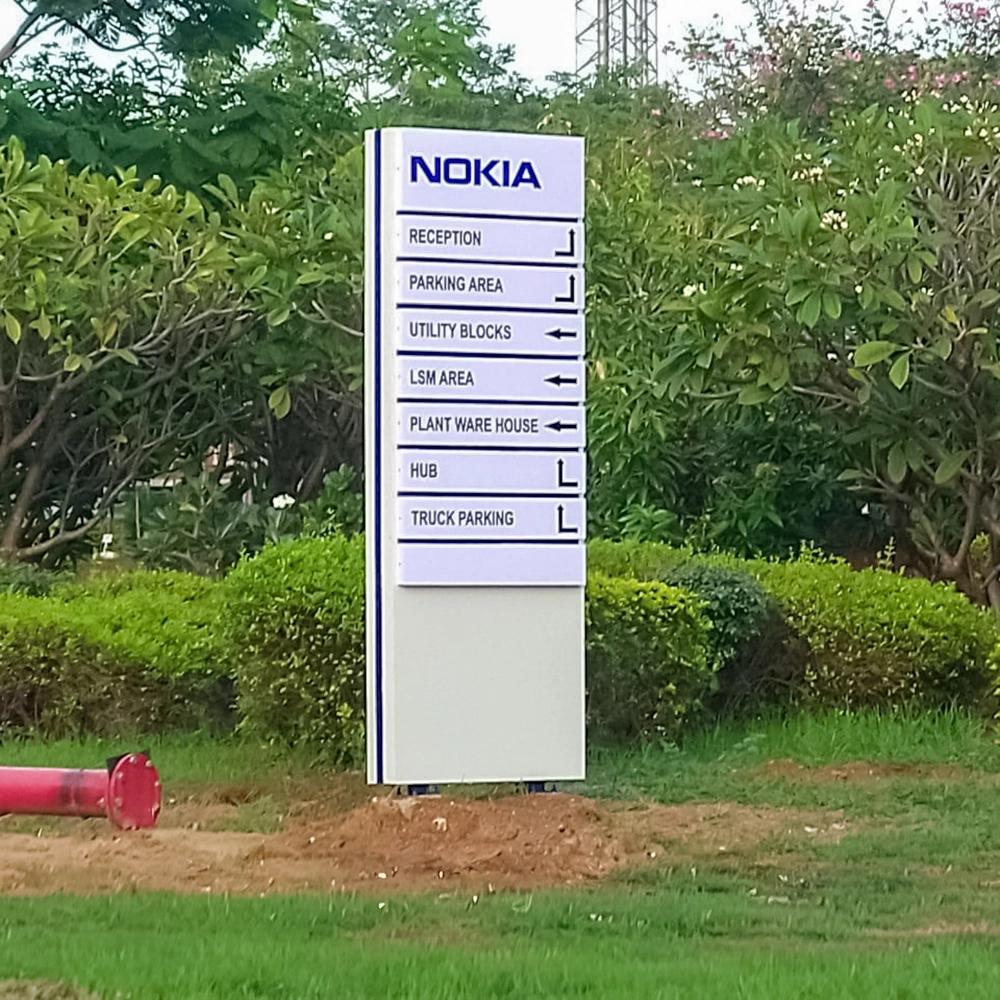 NOKIA
RECEPTION
PARKING AREA
UTILITY BLOCKS
LSM AREA
PLANT WARE HOUSE
HUB
TRUCK PARKING